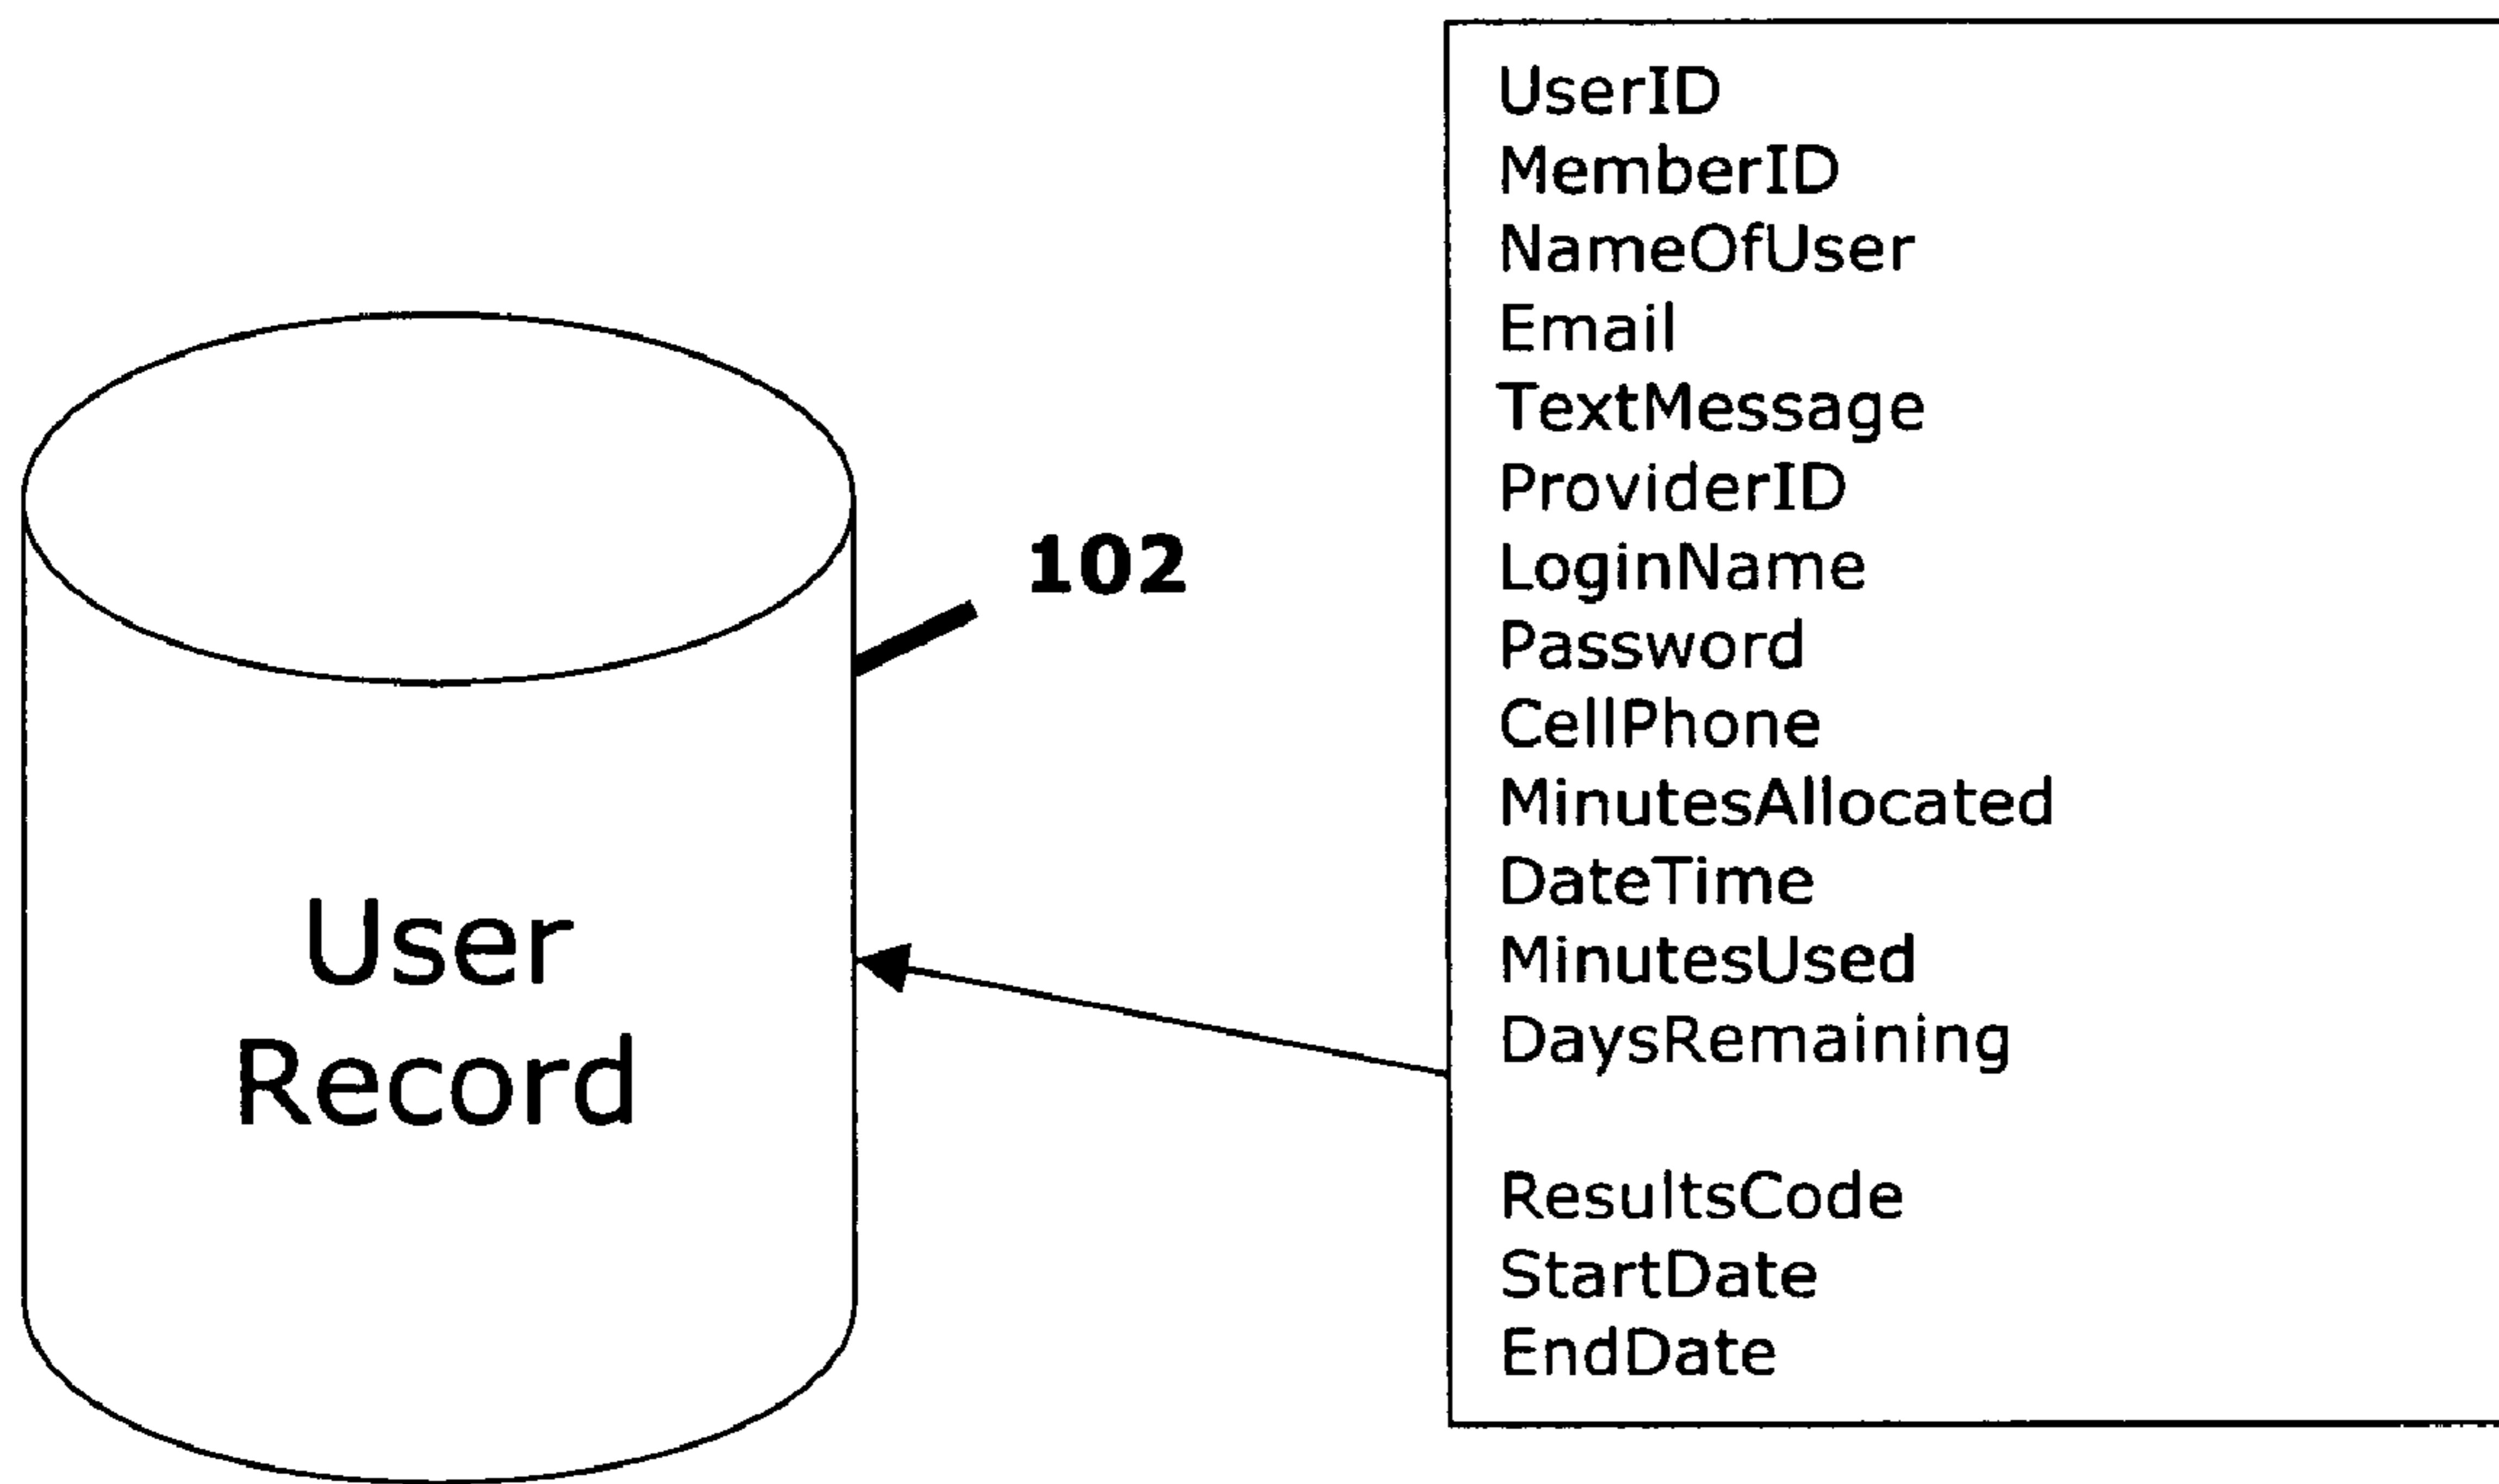 User
Record
102
UserID
MemberID
NameOfUser
Email
TextMessage
ProviderID
LoginName
Password
CellPhone
MinutesAllocated
DateTime
MinutesUsed
DaysRemaining
ResultsCode
StartDate
EndDate